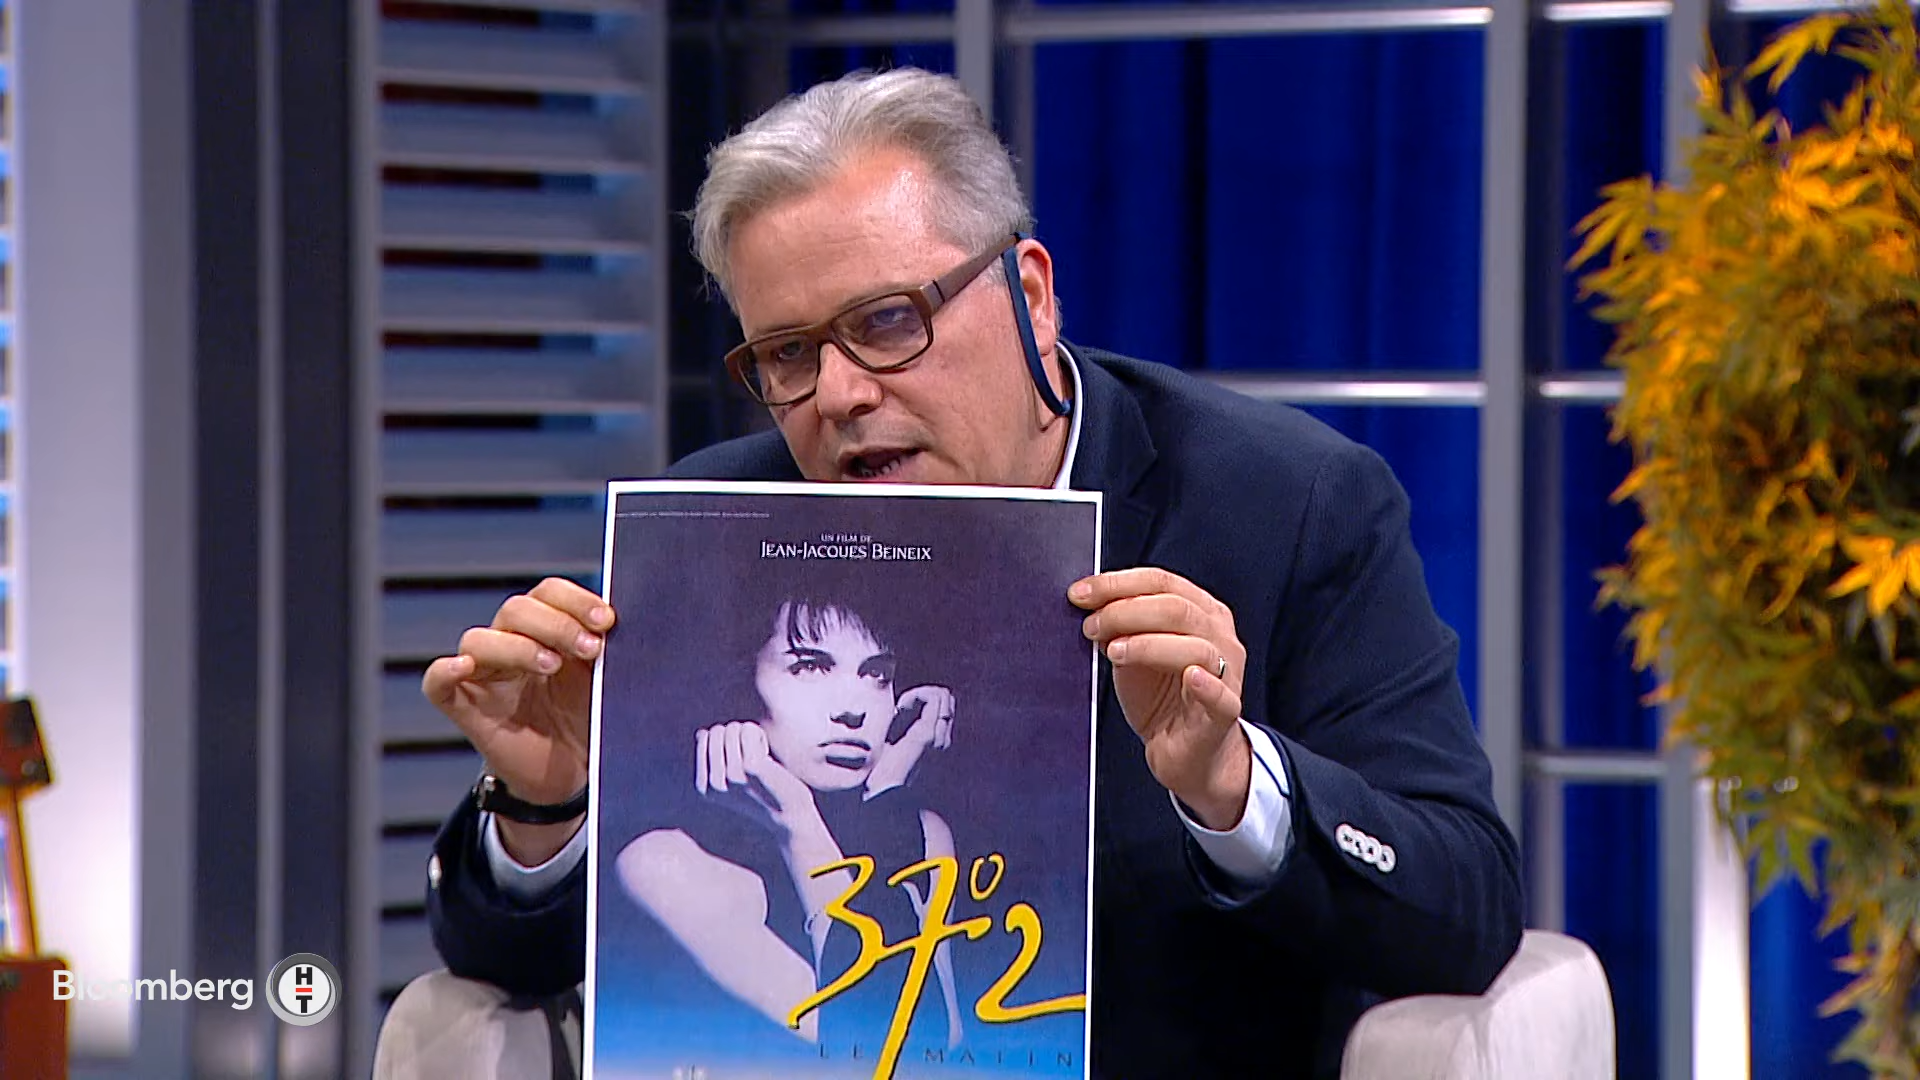 UN FILM DE
JEAN-JACQUES BEINEIX
37°2
LE MATIN
Bloomberg HT